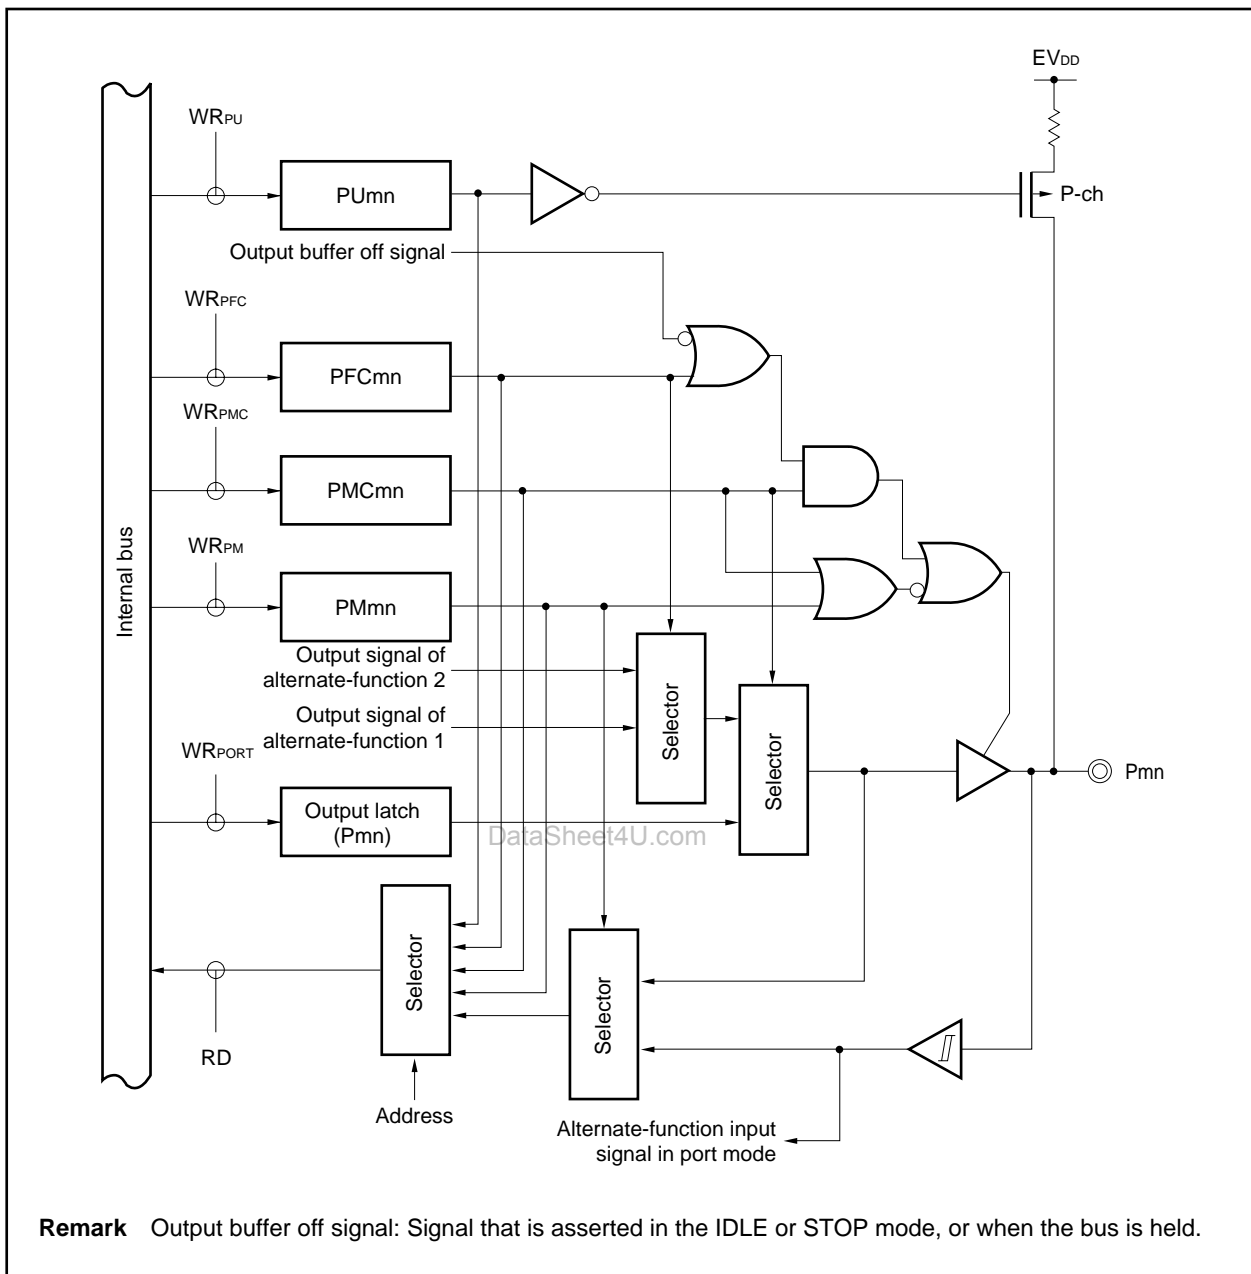 EVDD
WRPU
PUmn
P-ch
Output buffer off signal
WRPFC
PFCmn
WRPMC
PMCmn
Internal bus
WRPM
PMmn
Output signal of
alternate-function 2
Output signal of
alternate-function 1
Selector
Selector
WRPORT
Pmn
Output latch
(Pmn)
DataSheet4U.com
Selector
Selector
RD
Address
Alternate-function input
signal in port mode
Remark Output buffer off signal: Signal that is asserted in the IDLE or STOP mode, or when the bus is held.